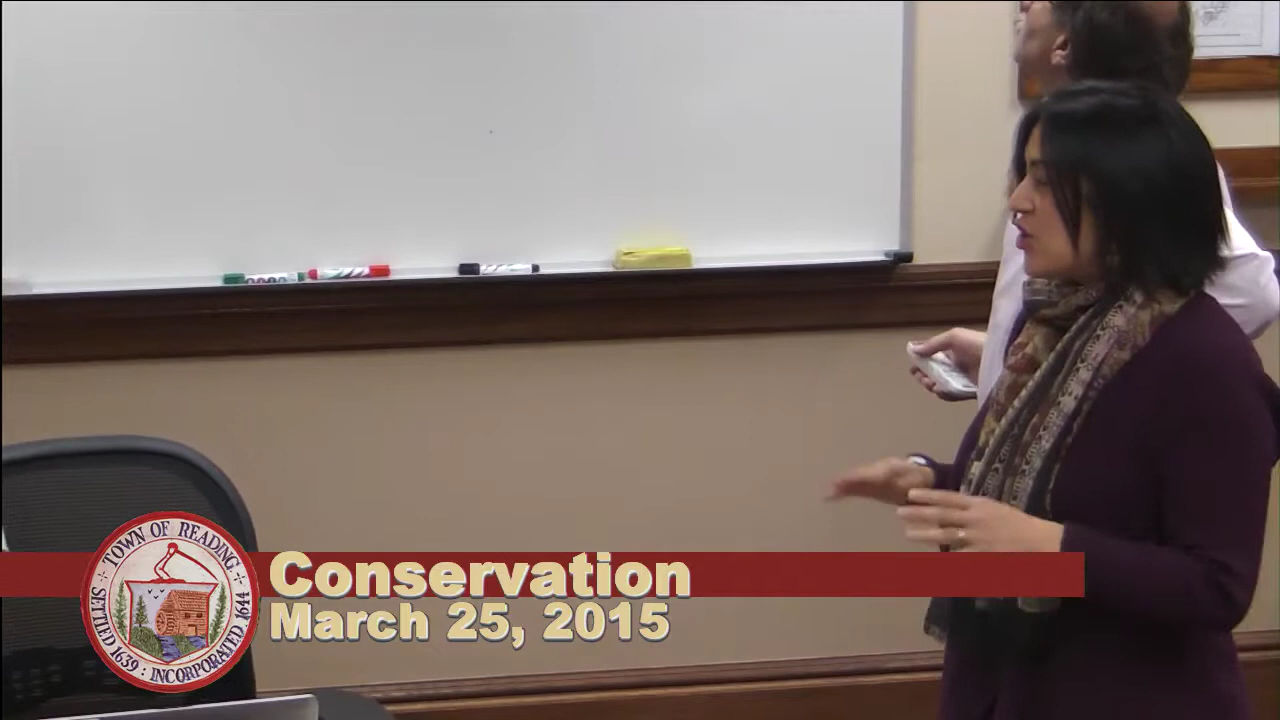 TOWN OF READING
SETTLED 1639 : INCORPORATED 1644
Conservation
March 25, 2015